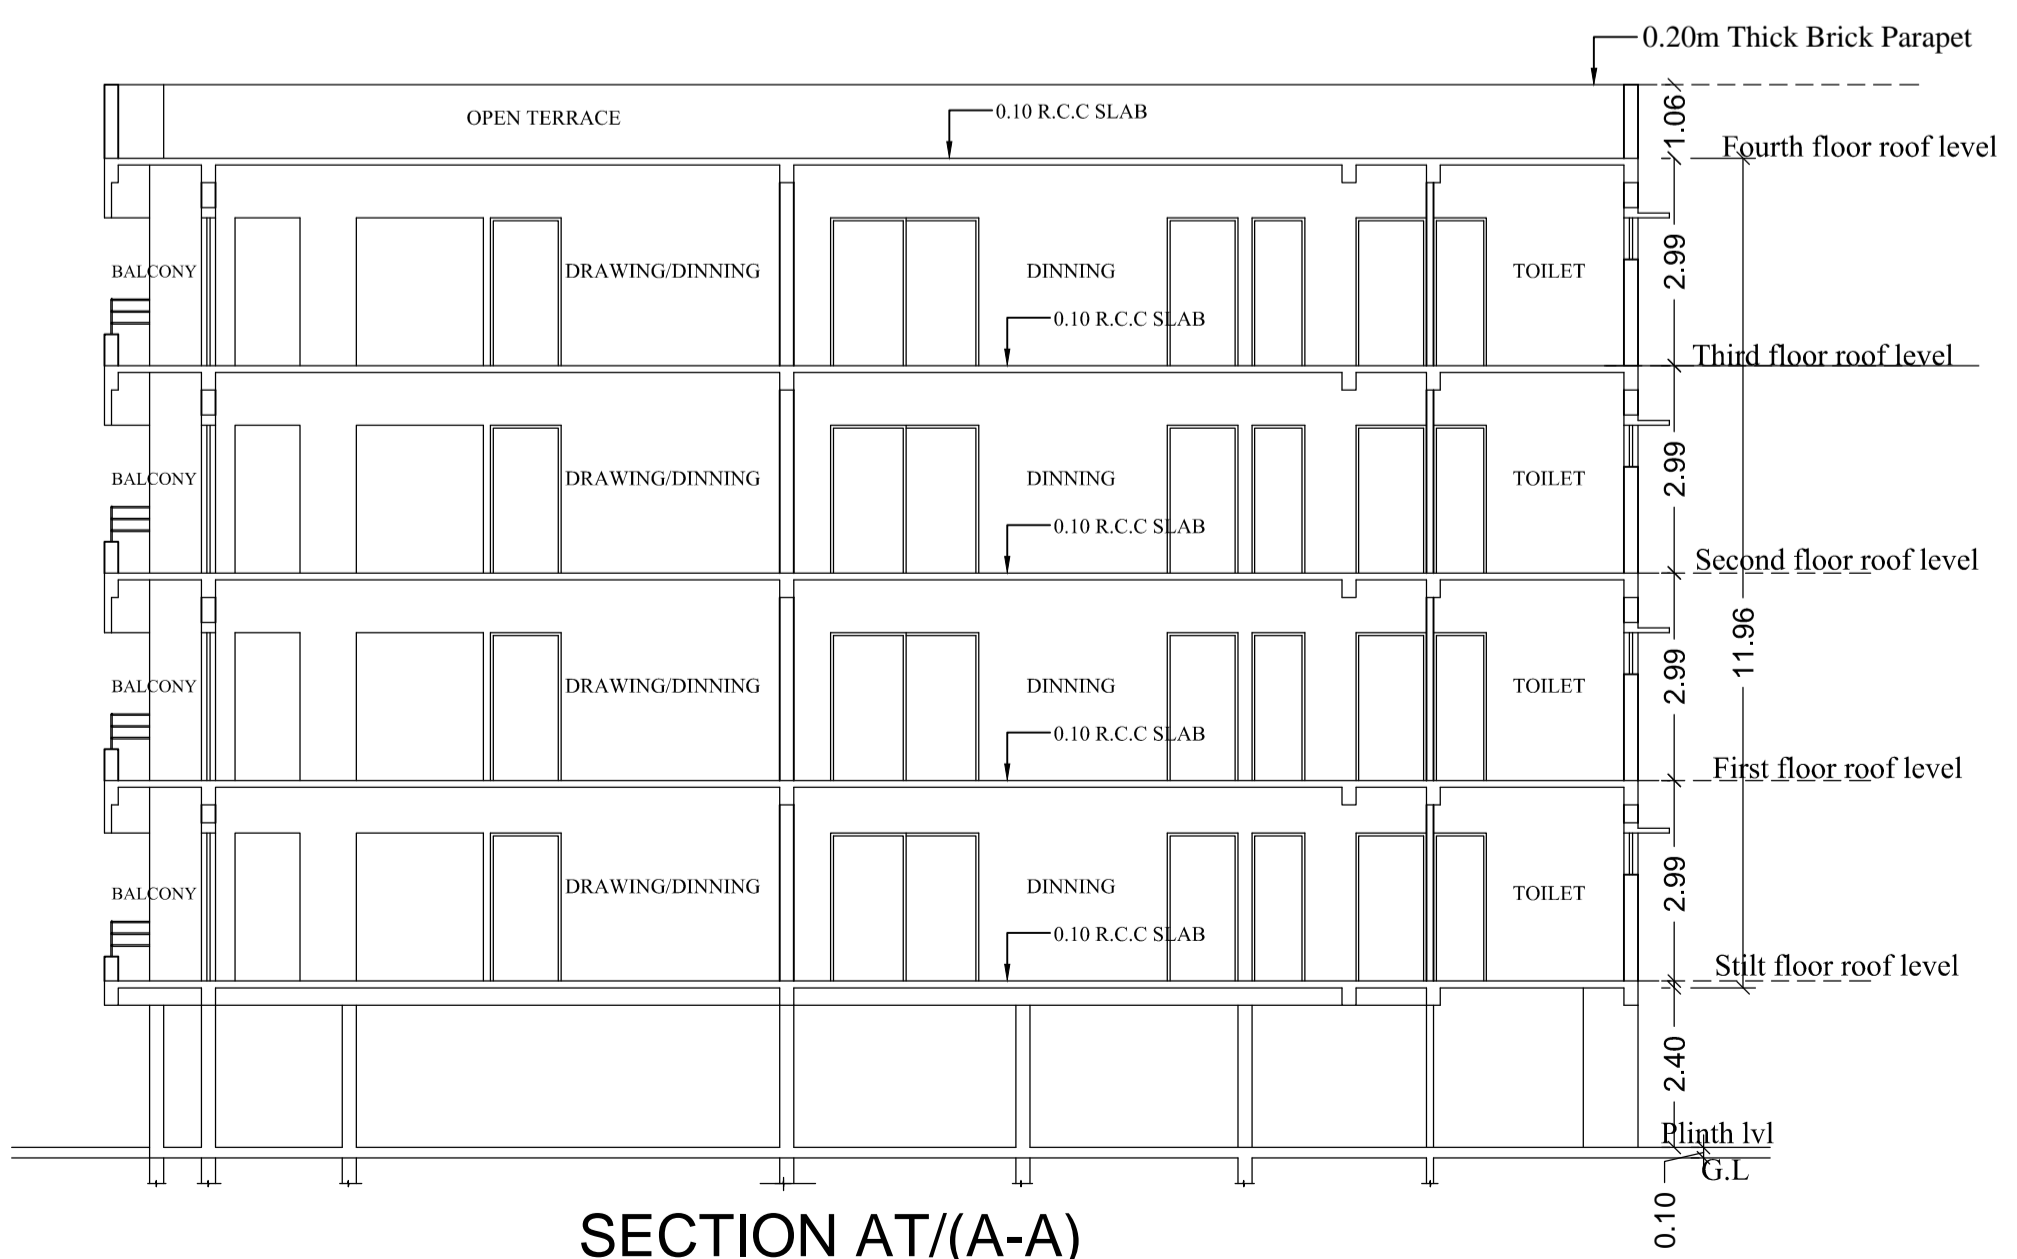 0.20m Thick Brick Parapet
OPEN TERRACE
0.10 R.C.C SLAB
1.06
Fourth floor roof level
BALCONY
DRAWING/DINNING
DINNING
TOILET
2.99
0.10 R.C.C SLAB
Third floor roof level
BALCONY
DRAWING/DINNING
DINNING
TOILET
2.99
0.10 R.C.C SLAB
Second floor roof level
11.96
BALCONY
DRAWING/DINNING
DINNING
TOILET
2.99
0.10 R.C.C SLAB
First floor roof level
BALCONY
DRAWING/DINNING
DINNING
TOILET
2.99
0.10 R.C.C SLAB
Stilt floor roof level
2.40
Plinth lvl
G.L
0.10
SECTION AT/(A-A)